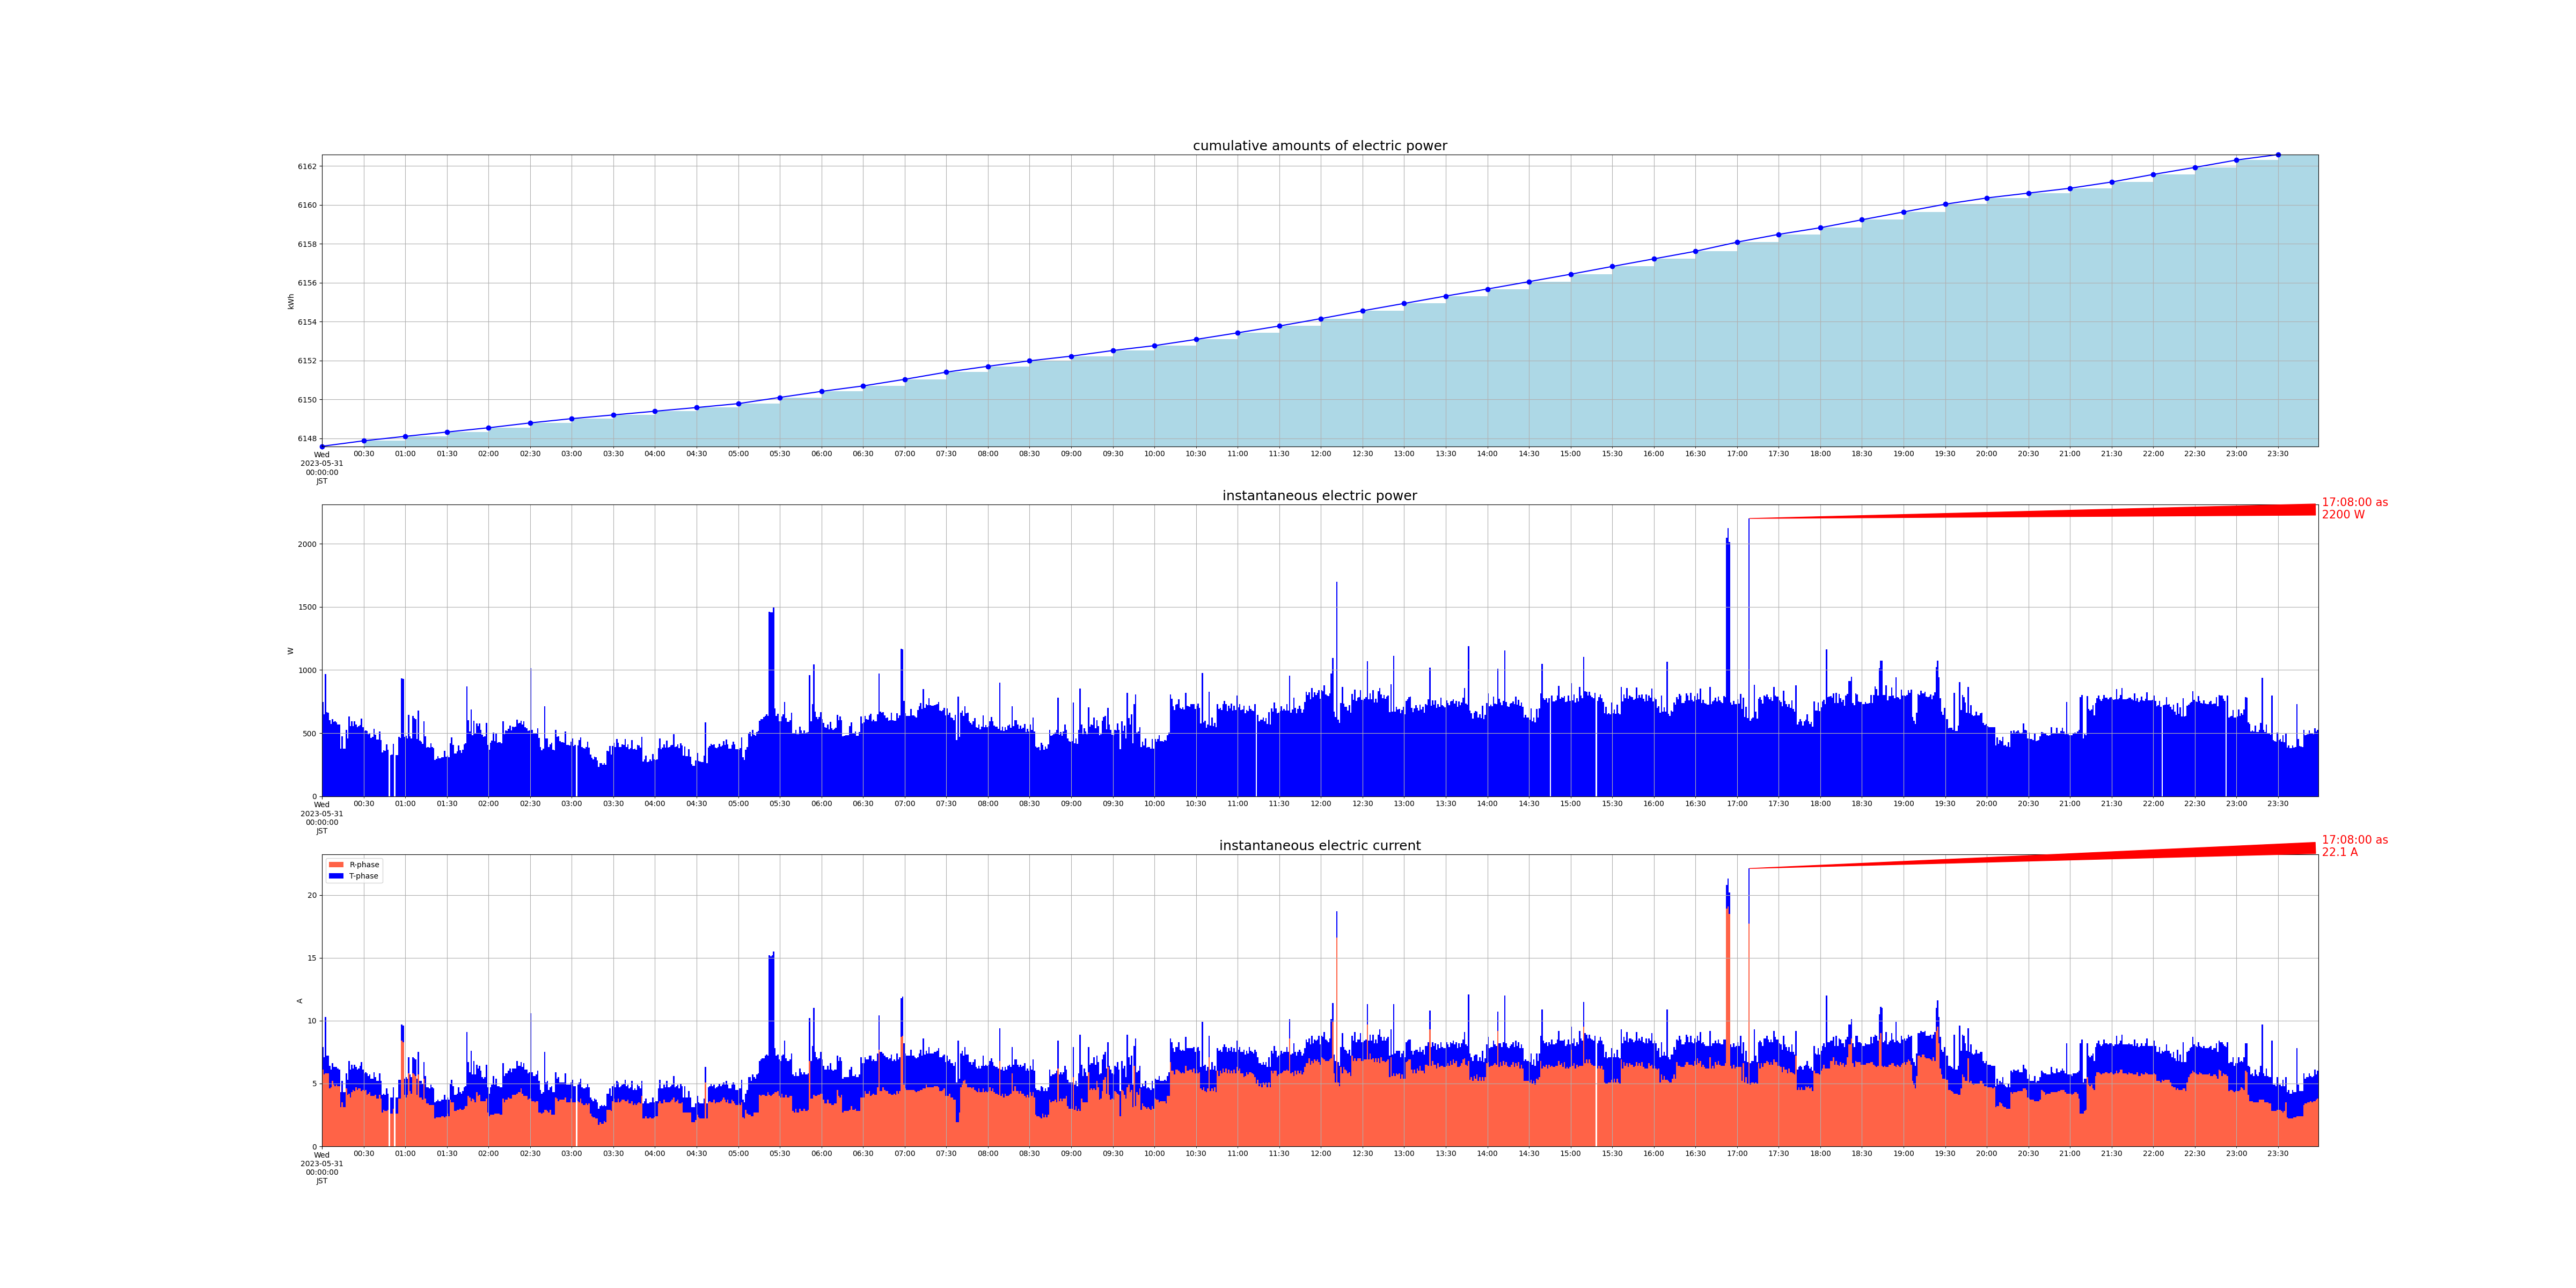 cumulative amounts of electric power
6162
6160
6158
6156
6154
6152
6150
6148
kWh
00:30 01:00 01:30 02:00 02:30 03:00 03:30 04:00 04:30 05:00 05:30 06:00 06:30 07:00 07:30 08:00 08:30 09:00 09:30 10:00 10:30 11:00 11:30 12:00 12:30 13:00 13:30 14:00 14:30 15:00 15:30 16:00 16:30 17:00 17:30 18:00 18:30 19:00 19:30 20:00 20:30 21:00 21:30 22:00 22:30 23:00 23:30
Wed
2023-05-31
00:00:00
JST
instantaneous electric power
17:08:00 as
2200 W
2000
1500
1000
500
0
W
00:30 01:00 01:30 02:00 02:30 03:00 03:30 04:00 04:30 05:00 05:30 06:00 06:30 07:00 07:30 08:00 08:30 09:00 09:30 10:00 10:30 11:00 11:30 12:00 12:30 13:00 13:30 14:00 14:30 15:00 15:30 16:00 16:30 17:00 17:30 18:00 18:30 19:00 19:30 20:00 20:30 21:00 21:30 22:00 22:30 23:00 23:30
Wed
2023-05-31
00:00:00
JST
instantaneous electric current
17:08:00 as
22.1 A
R-phase
T-phase
20
15
10
5
0
A
00:30 01:00 01:30 02:00 02:30 03:00 03:30 04:00 04:30 05:00 05:30 06:00 06:30 07:00 07:30 08:00 08:30 09:00 09:30 10:00 10:30 11:00 11:30 12:00 12:30 13:00 13:30 14:00 14:30 15:00 15:30 16:00 16:30 17:00 17:30 18:00 18:30 19:00 19:30 20:00 20:30 21:00 21:30 22:00 22:30 23:00 23:30
Wed
2023-05-31
00:00:00
JST